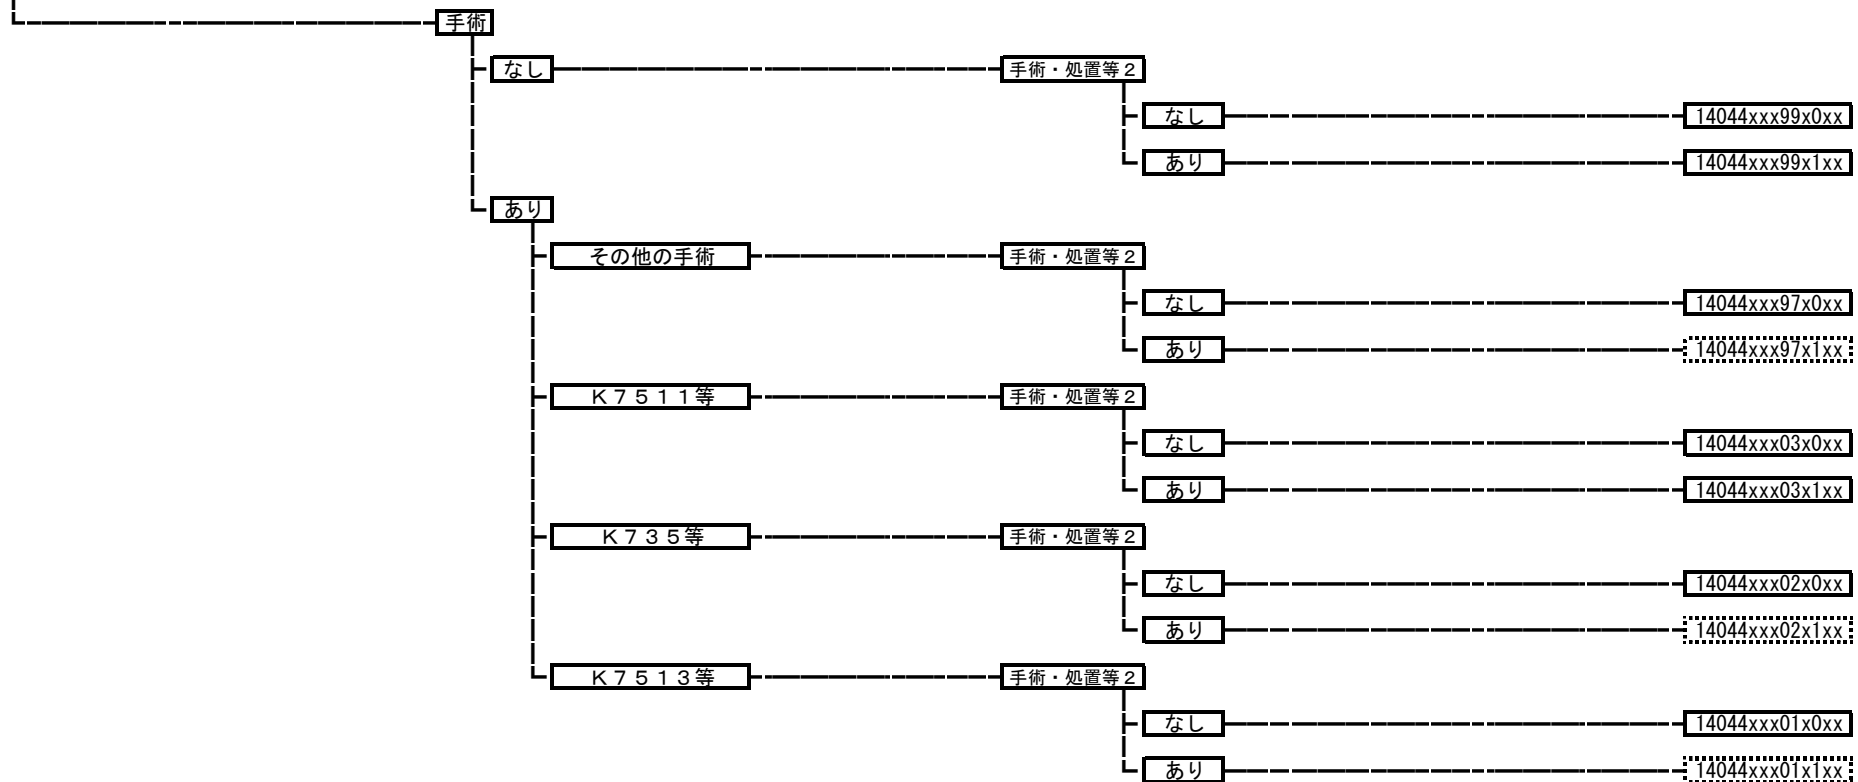 手術
なし 手術・処置等２
なし 14044xxx99x0xx
あり 14044xxx99x1xx
あり
その他の手術 手術・処置等２
なし 14044xxx97x0xx
あり 14044xxx97x1xx
Ｋ７５１１等 手術・処置等２
なし 14044xxx03x0xx
あり 14044xxx03x1xx
Ｋ７３５等 手術・処置等２
なし 14044xxx02x0xx
あり 14044xxx02x1xx
Ｋ７５１３等 手術・処置等２
なし 14044xxx01x0xx
あり 14044xxx01x1xx